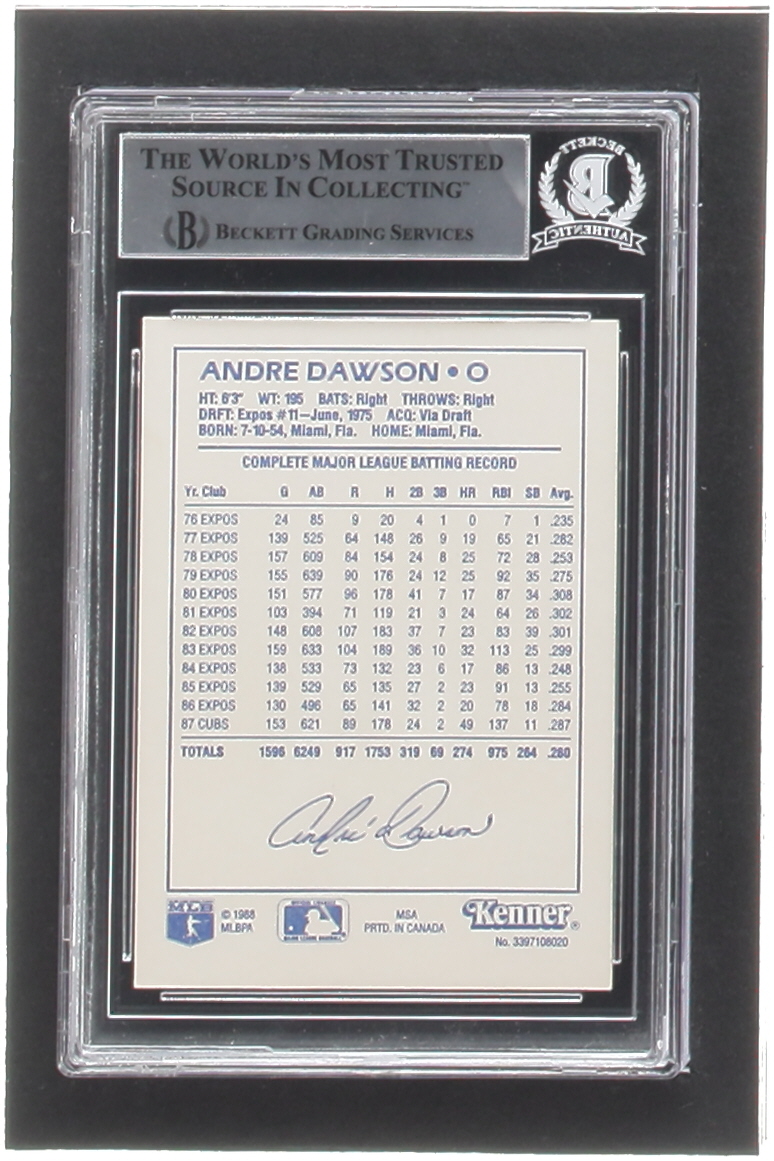 THE WORLD'S MOST TRUSTED
SOURCE IN COLLECTING™
B BECKETT GRADING SERVICES
BECKETT
B
AUTHENTIC
ANDRE DAWSON • O
HT: 6'3" WT: 195 BATS: Right THROWS: Right
DRFT: Expos #11—June, 1975 ACQ: Via Draft
BORN: 7-10-54, Miami, Fla. HOME: Miami, Fla.
COMPLETE MAJOR LEAGUE BATTING RECORD
Yr. Club G AB R H 2B 3B HR RBI SB Avg.
76 EXPOS 24 85 9 20 4 1 0 7 1 .235
77 EXPOS 139 525 64 148 26 9 19 65 21 .282
78 EXPOS 157 609 84 154 24 8 25 72 28 .253
79 EXPOS 155 639 90 176 24 12 25 92 35 .275
80 EXPOS 151 577 96 178 41 7 17 87 34 .308
81 EXPOS 103 394 71 119 21 3 24 64 26 .302
82 EXPOS 148 608 107 183 37 7 23 83 39 .301
83 EXPOS 159 633 104 189 36 10 32 113 25 .299
84 EXPOS 138 533 73 132 23 6 17 86 13 .248
85 EXPOS 139 529 65 135 27 2 23 91 13 .255
86 EXPOS 130 496 65 141 32 2 20 78 18 .284
87 CUBS 153 621 89 178 24 2 49 137 11 .287
TOTALS 1596 6249 917 1753 319 69 274 975 264 .280
Andre Dawson
MLB
© 1988
MLBPA
MAJOR LEAGUE BASEBALL
MSA
PRTD. IN CANADA
Kenner®
No. 3397108020